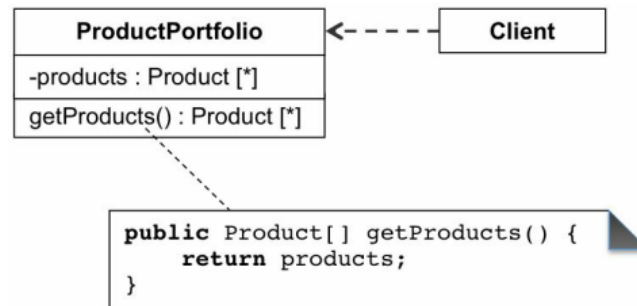 ProductPortfolio
Client
-products : Product [*]
getProducts() : Product [*]
public Product[] getProducts() {
    return products;
}